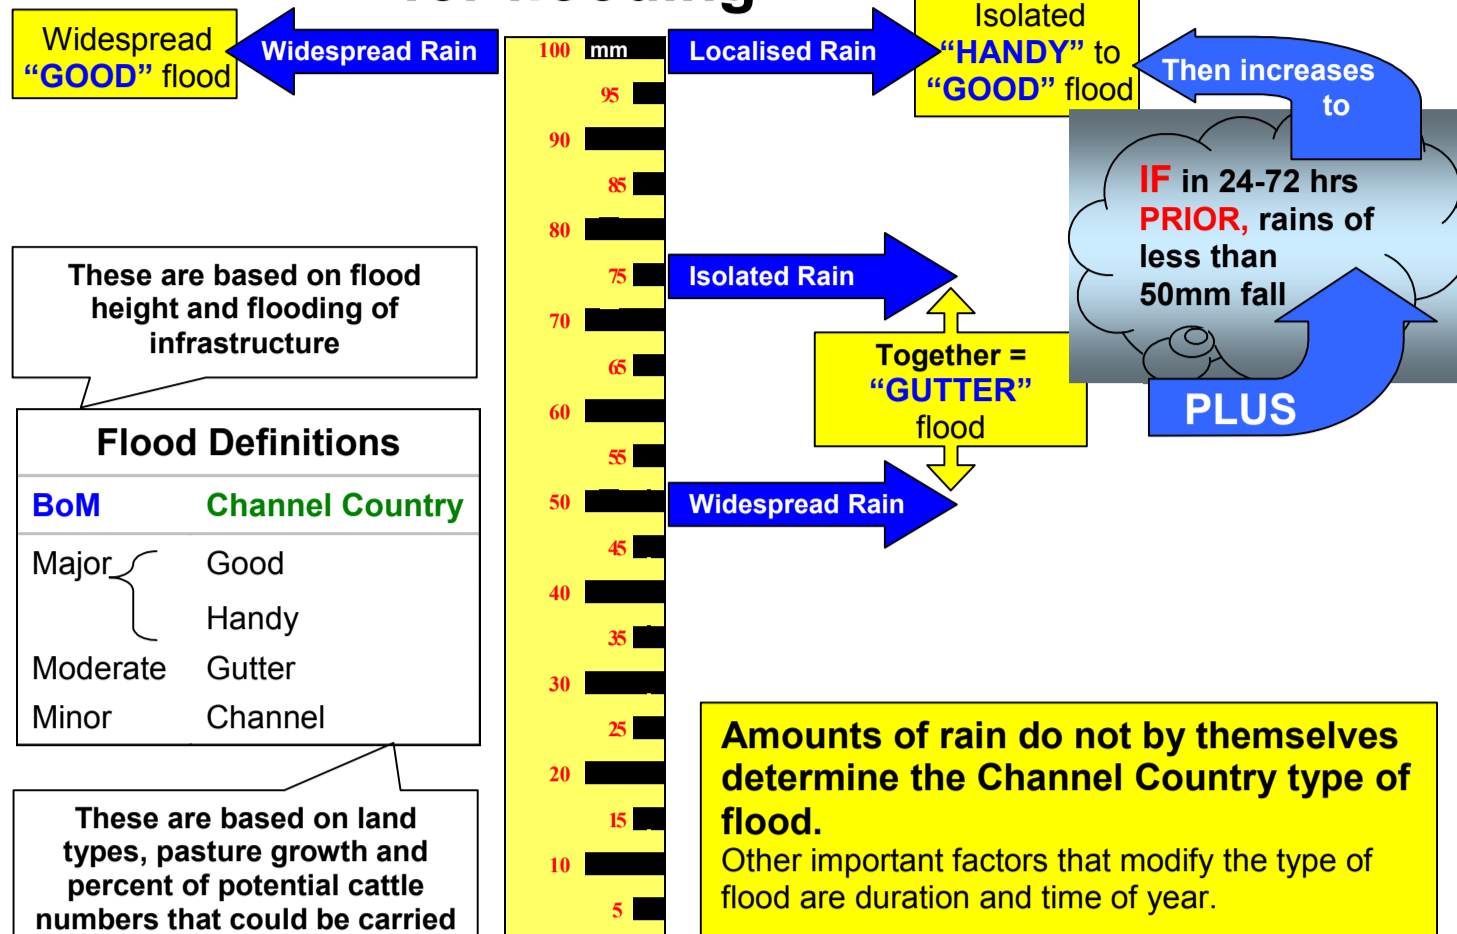 for flooding
Widespread
“GOOD” flood
Widespread Rain
100 mm
Localised Rain
Isolated
“HANDY” to
“GOOD” flood
Then increases
to
95
90
85
80
75
70
65
60
55
50
45
40
35
30
25
20
15
10
5
IF in 24-72 hrs
PRIOR, rains of
less than
50mm fall
PLUS
Isolated Rain
Together =
“GUTTER”
flood
Widespread Rain
These are based on flood
height and flooding of
infrastructure
Flood Definitions
BoM Channel Country
Major Good
Handy
Moderate Gutter
Minor Channel
These are based on land
types, pasture growth and
percent of potential cattle
numbers that could be carried
Amounts of rain do not by themselves
determine the Channel Country type of
flood.
Other important factors that modify the type of
flood are duration and time of year.